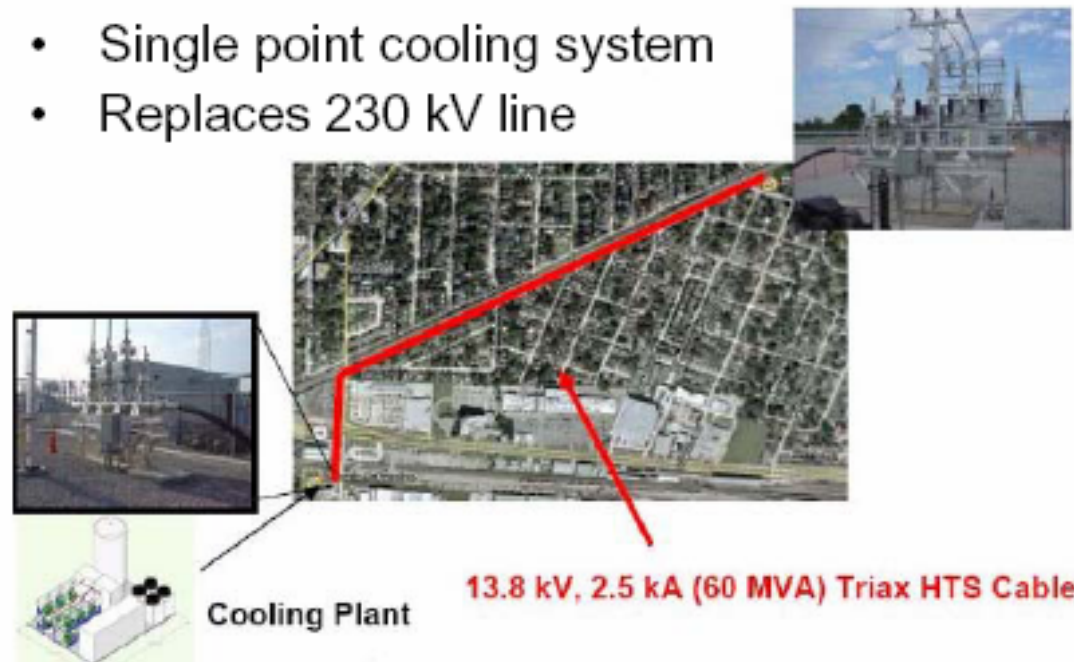 • Single point cooling system
• Replaces 230 kV line
13.8 kV, 2.5 kA (60 MVA) Triax HTS Cable
Cooling Plant